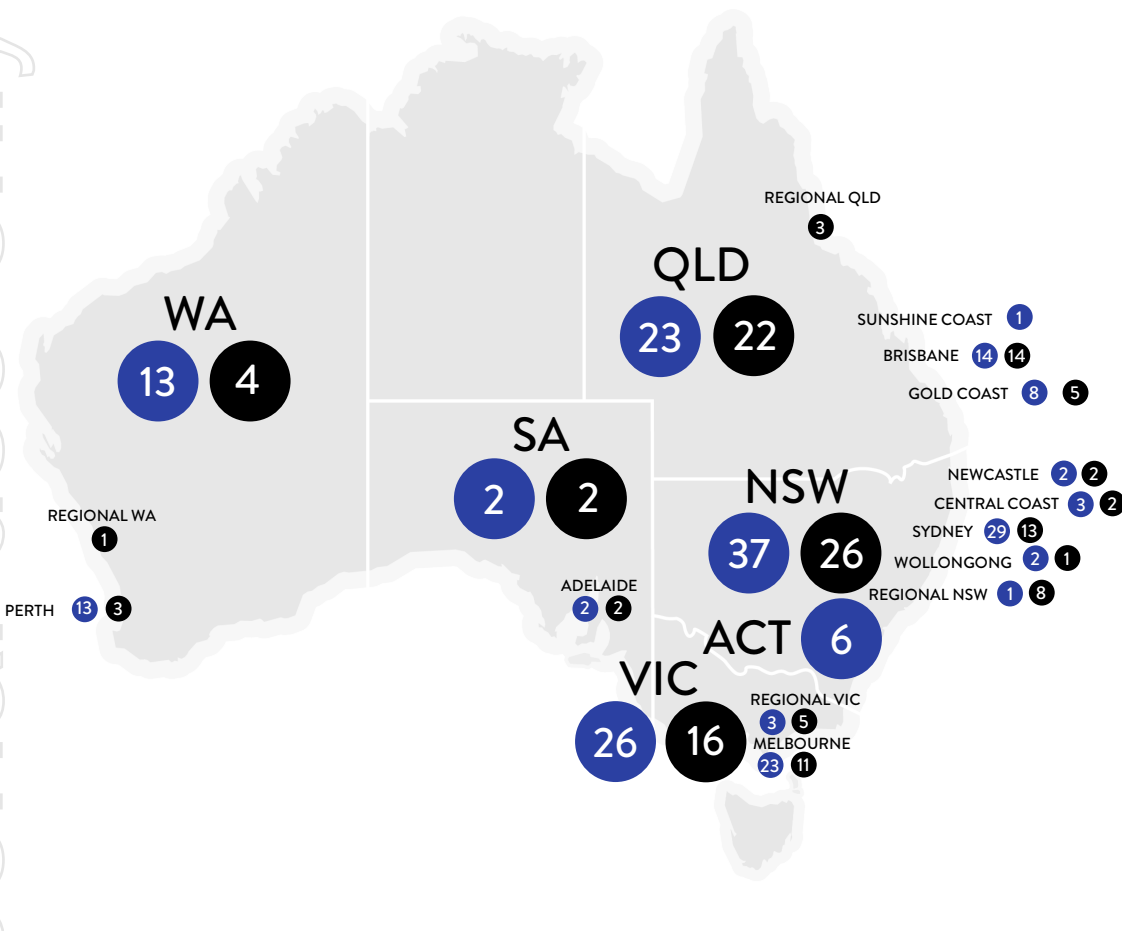 REGIONAL QLD
3
QLD
23 22
SUNSHINE COAST 1
BRISBANE 14 14
GOLD COAST 8 5
WA
13 4
REGIONAL WA
1
PERTH 13 3
SA
2 2
ADELAIDE
2 2
NSW
37 26
NEWCASTLE 2 2
CENTRAL COAST 3 2
SYDNEY 29 13
WOLLONGONG 2 1
REGIONAL NSW 1 8
ACT 6
VIC
26 16
REGIONAL VIC
3 5
MELBOURNE
23 11